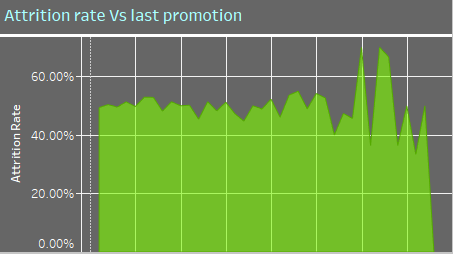 Attrition rate Vs last promotion
60.00%
40.00%
20.00%
0.00%
Attrition Rate